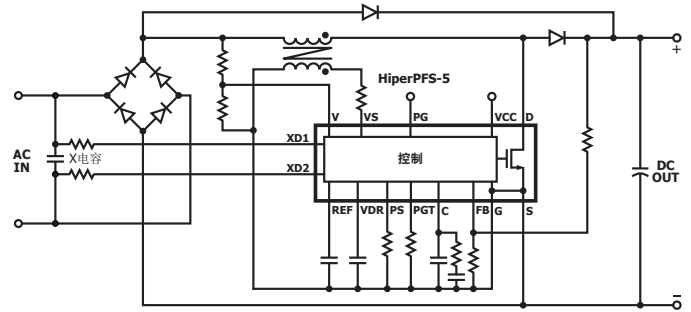 +
HiperPFS-5
V
VS
PG
VCC
D
XD1
AC
IN
X电容
控制
XD2
DC
OUT
REF
VDR
PS
PGT
C
FB
G
S
−